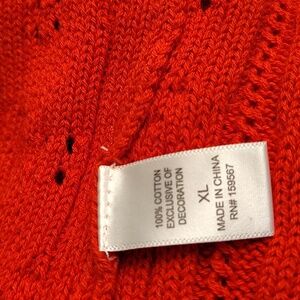 100% COTTON
EXCLUSIVE OF
DECORATION
XL
MADE IN CHINA
RN# 159567